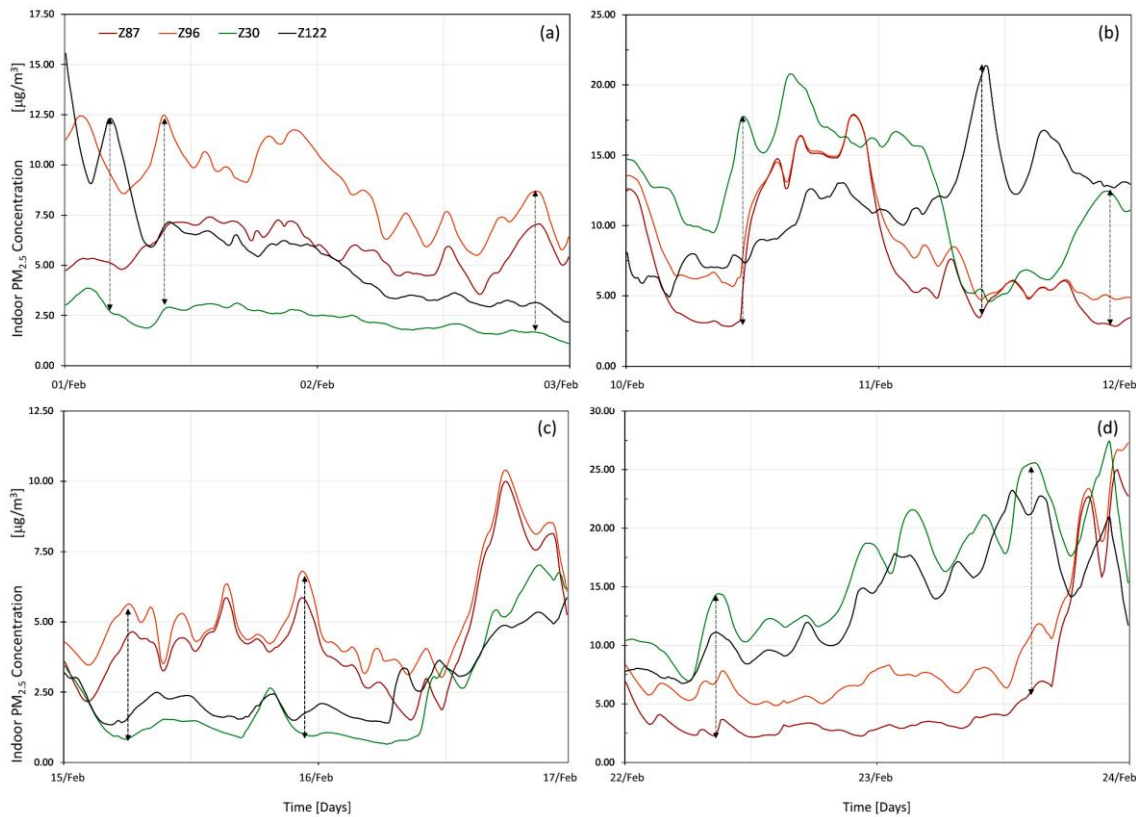 17.50
15.00
12.50
10.00
7.50
5.00
2.50
0.00
Indoor PM2.5 Concentration [µg/m³]
Z87 Z96 Z30 Z122
(a)
01/Feb 02/Feb 03/Feb
25.00
20.00
15.00
10.00
5.00
0.00
(b)
10/Feb 11/Feb 12/Feb
12.50
10.00
7.50
5.00
2.50
0.00
Indoor PM2.5 Concentration [µg/m³]
(c)
15/Feb 16/Feb 17/Feb
Time [Days]
30.00
25.00
20.00
15.00
10.00
5.00
0.00
(d)
22/Feb 23/Feb 24/Feb
Time [Days]